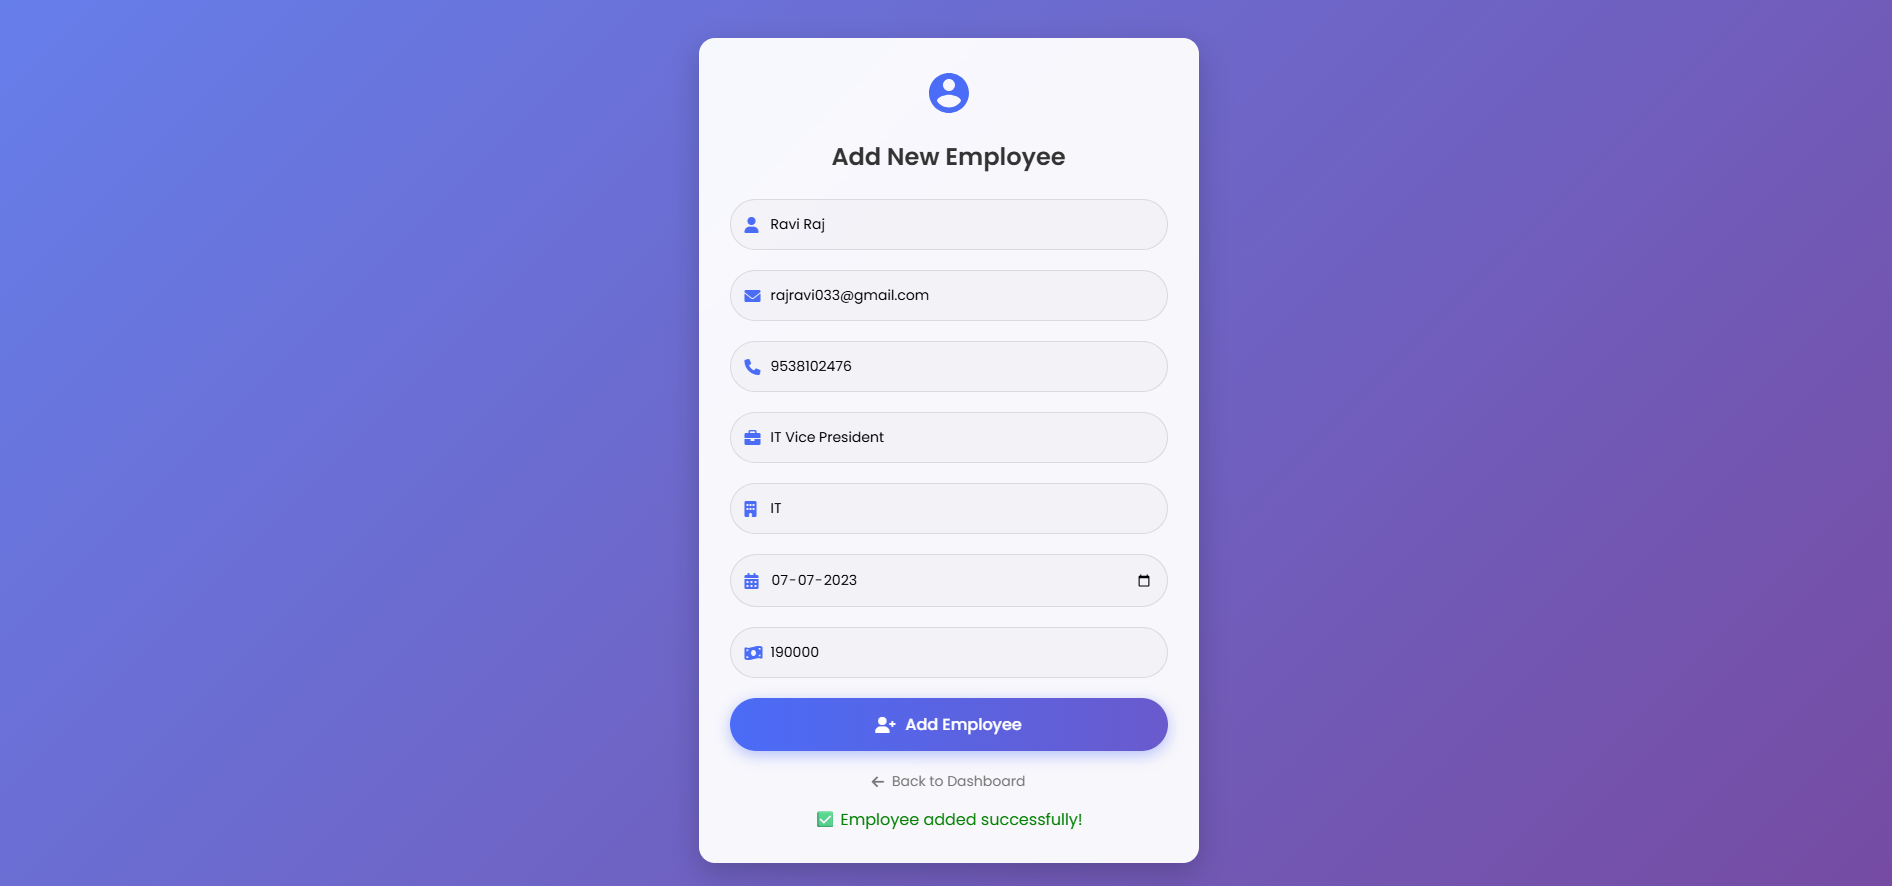 Add New Employee
Ravi Raj
rajravi033@gmail.com
9538102476
IT Vice President
IT
07-07-2023
190000
Add Employee
Back to Dashboard
Employee added successfully!